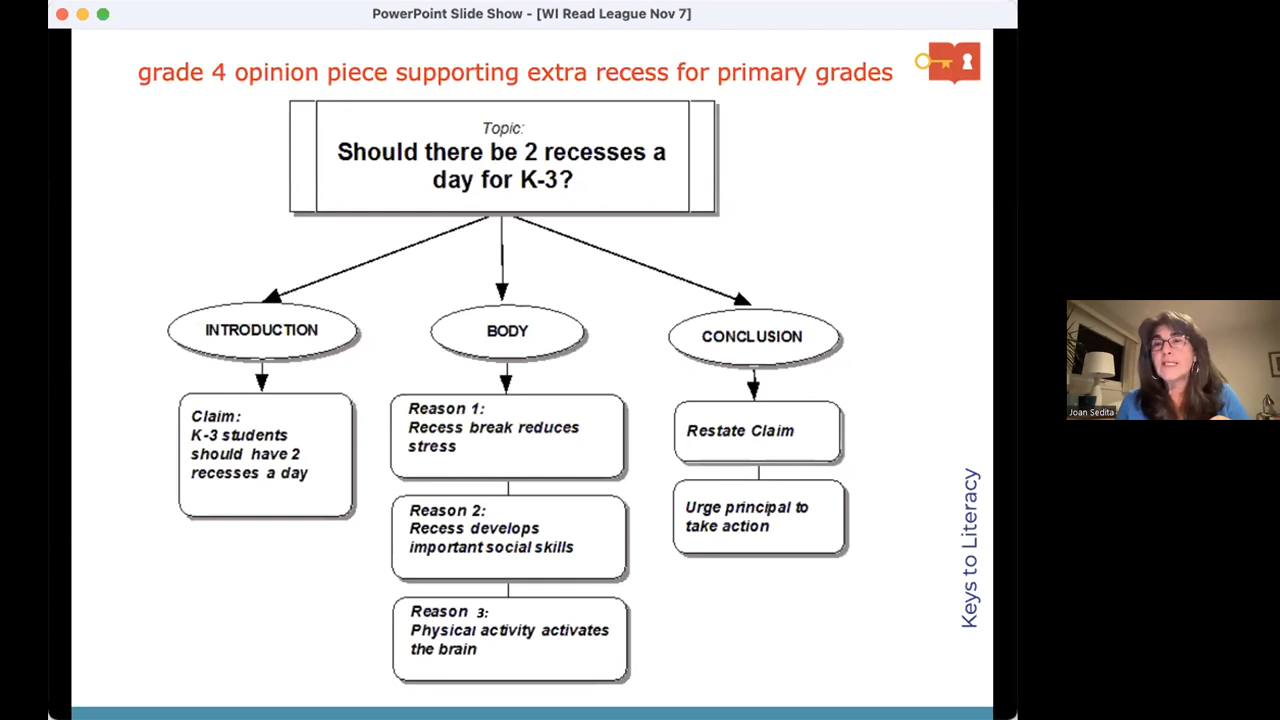 PowerPoint Slide Show - [WI Read League Nov 7]
grade 4 opinion piece supporting extra recess for primary grades
Topic:
Should there be 2 recesses a
day for K-3?
INTRODUCTION
BODY
CONCLUSION
Claim:
K-3 students
should have 2
recesses a day
Reason 1:
Recess break reduces
stress
Reason 2:
Recess develops
important social skills
Reason 3:
Physical activity activates
the brain
Restate Claim
Urge principal to
take action
Keys to Literacy
Joan Sedita